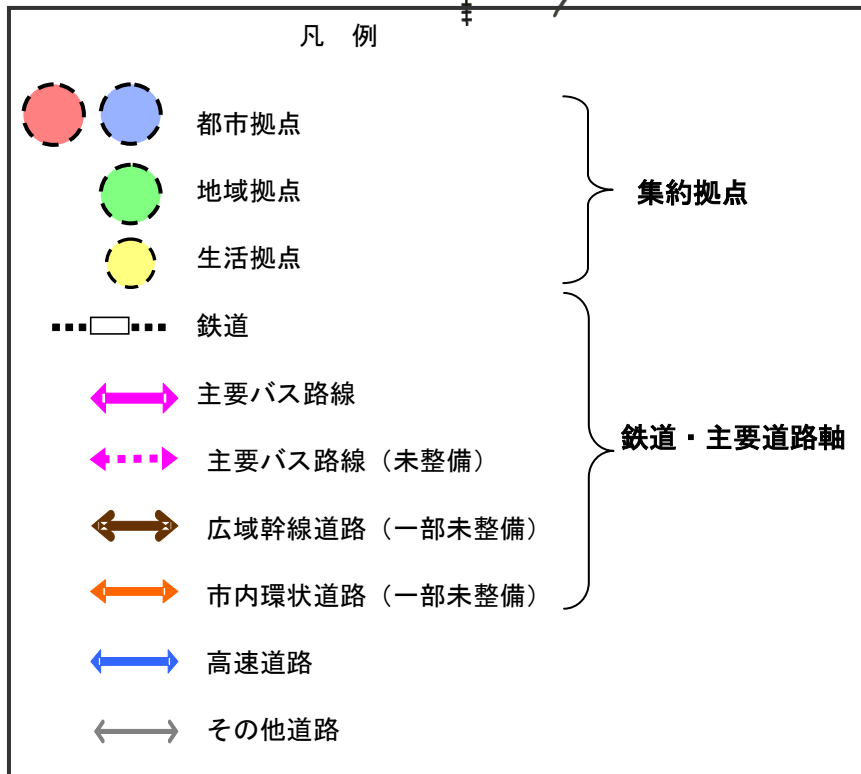 凡 例
都市拠点
地域拠点
生活拠点
集約拠点
鉄道
主要バス路線
主要バス路線（未整備）
広域幹線道路（一部未整備）
市内環状道路（一部未整備）
鉄道・主要道路軸
高速道路
その他道路